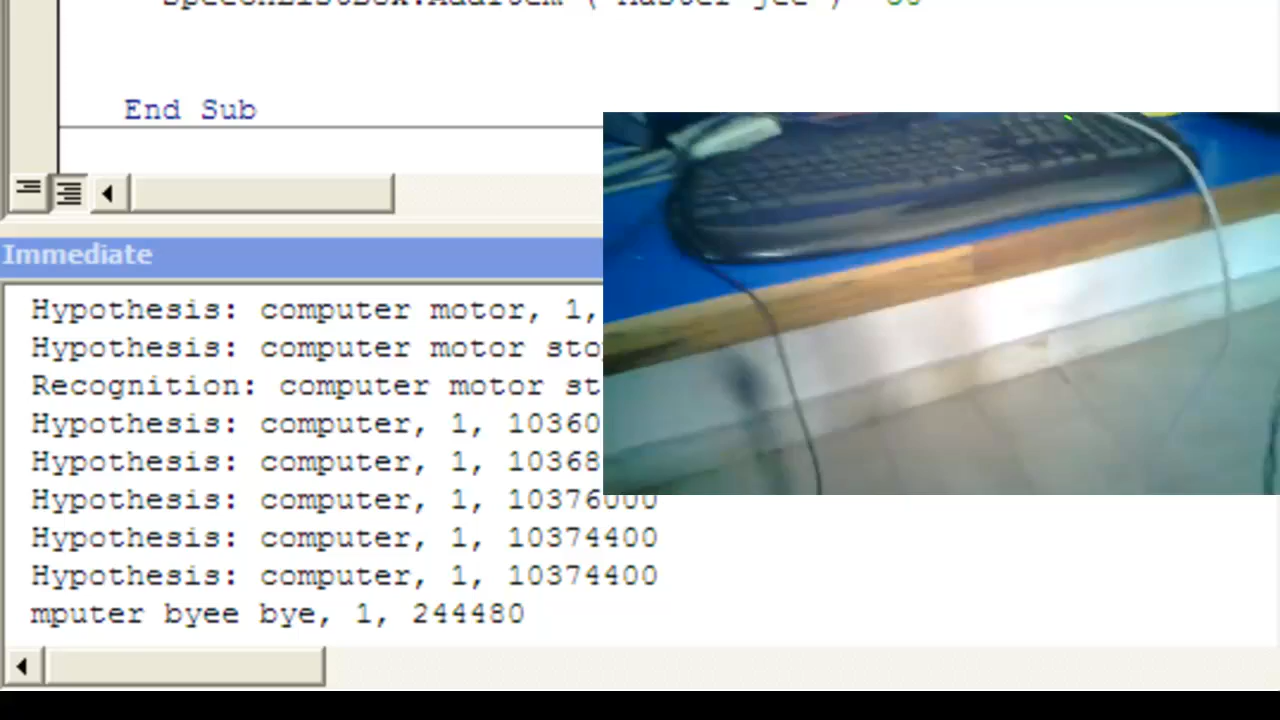 End Sub
Immediate
Hypothesis: computer motor, 1,
Hypothesis: computer motor sto
Recognition: computer motor st
Hypothesis: computer, 1, 10360
Hypothesis: computer, 1, 10368
Hypothesis: computer, 1, 10376000
Hypothesis: computer, 1, 10374400
Hypothesis: computer, 1, 10374400
mputer byee bye, 1, 244480